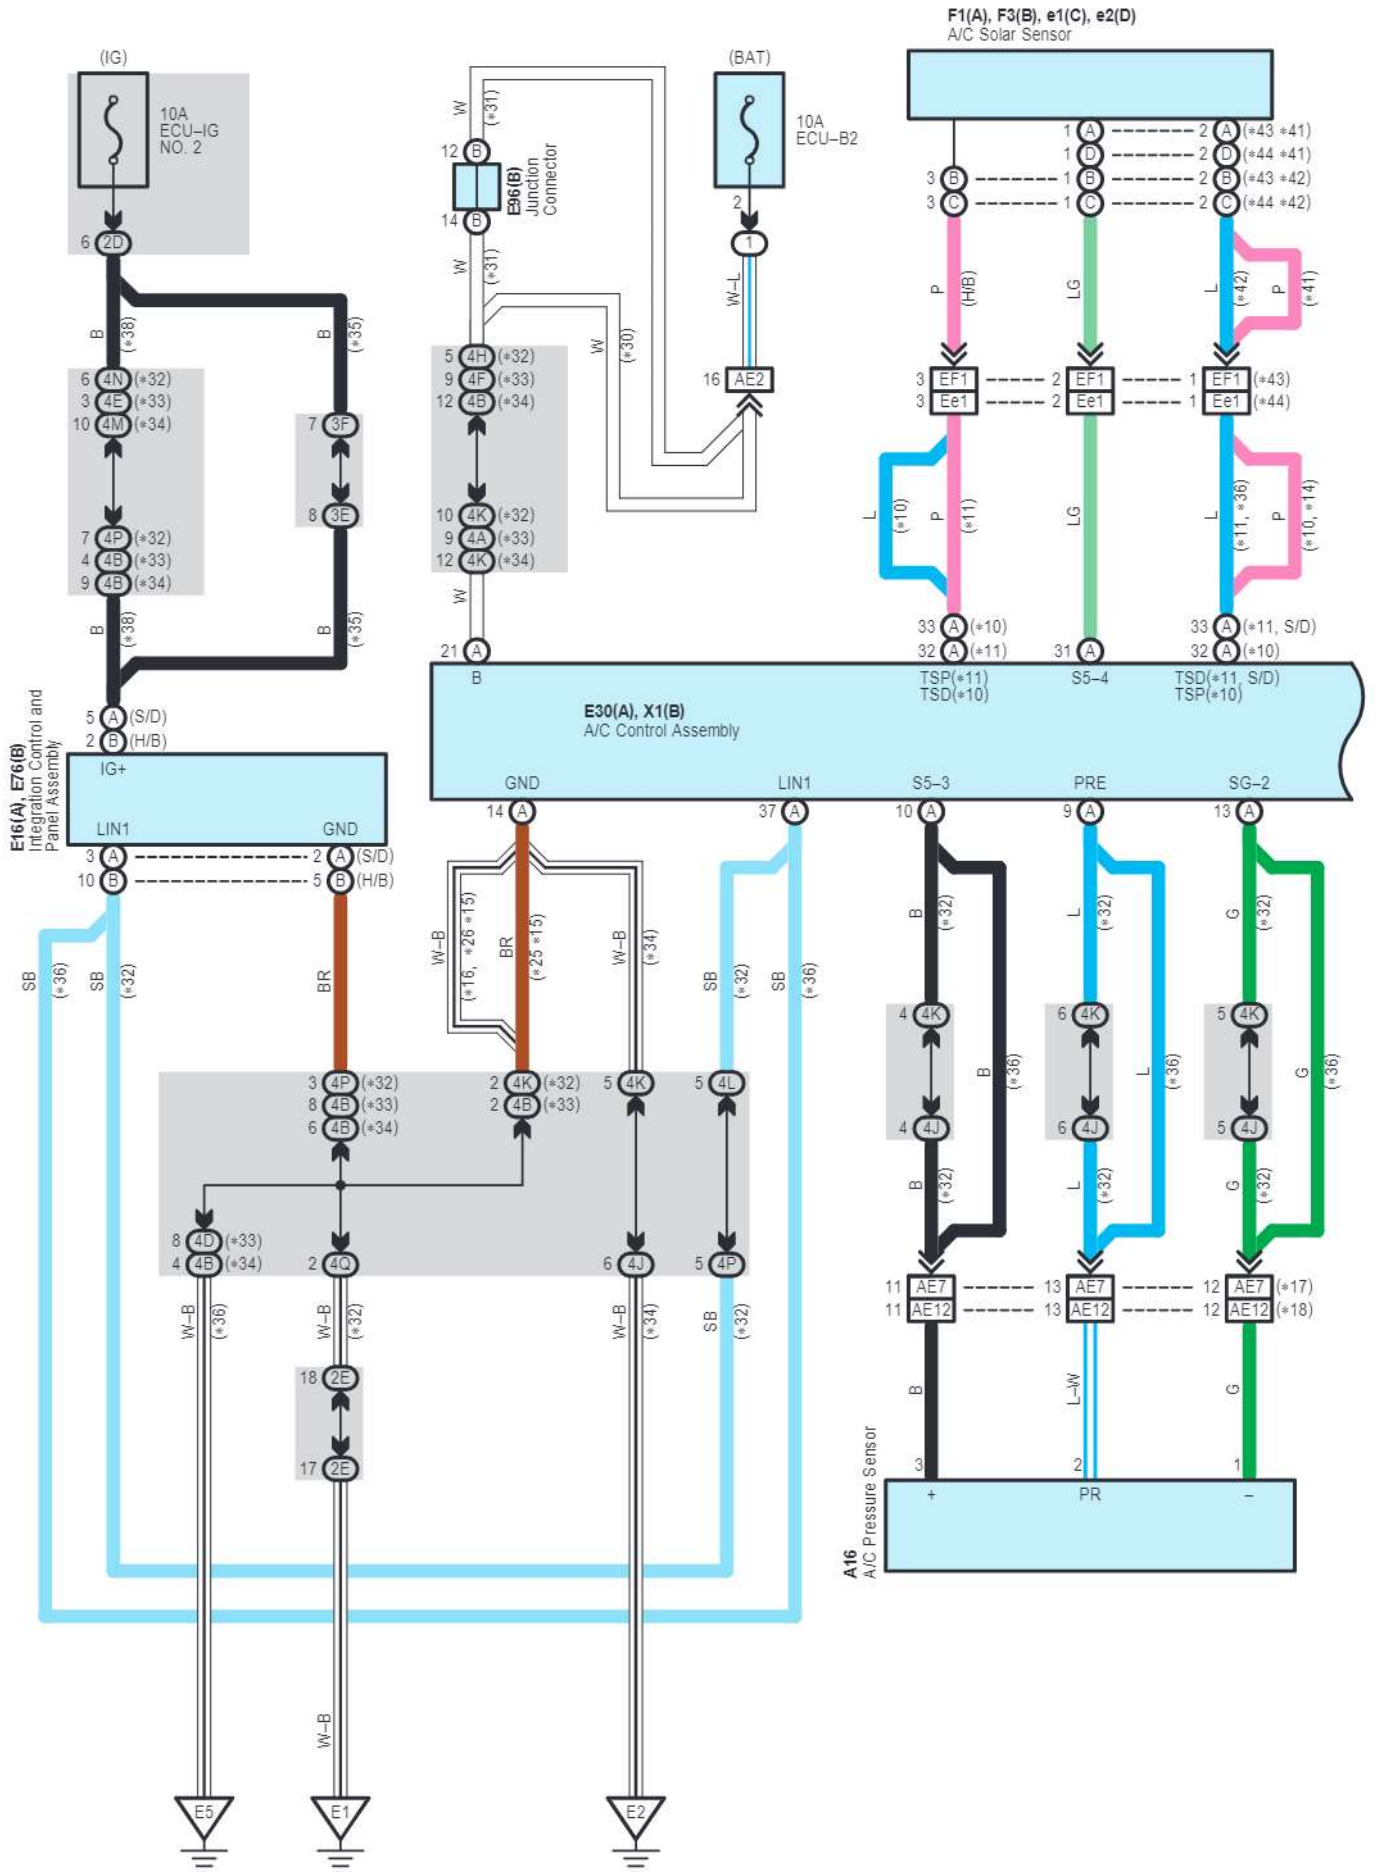 F1(A), F3(B), e1(C), e2(D)
A/C Solar Sensor
(IG)
10A
ECU–IG
NO. 2
6 2D
B
(*38)
B
(*35)
6 4N (*32)
3 4E (*33)
10 4M (*34)
7 3F
8 3E
7 4P (*32)
4 4B (*33)
9 4B (*34)
B
(*38)
B
(*35)
5 A (S/D)
2 B (H/B)
E16(A), E76(B)
Integration Control and
Panel Assembly
IG+
LIN1
GND
3 A
2 A (S/D)
10 B
5 B (H/B)
W
(*31)
12 B
E96(B)
Junction
Connector
14 B
W
(*31)
W
(*30)
(BAT)
10A
ECU–B2
2
1
W–L
16 AE2
5 4H (*32)
9 4F (*33)
12 4B (*34)
10 4K (*32)
9 4A (*33)
12 4K (*34)
W
21 A
B
1 A
2 A (*43 *41)
1 D
2 D (*44 *41)
3 B
1 B
2 B (*43 *42)
3 C
1 C
2 C (*44 *42)
P
(H/B)
LG
L
(*42)
P
(*41)
3 EF1
2 EF1
1 EF1 (*43)
3 Ee1
2 Ee1
1 Ee1 (*44)
L
(*10)
P
(*11)
LG
L
(*11, *36)
P
(*10, *14)
33 A (*10)
33 A (*11, S/D)
32 A (*11)
31 A
32 A (*10)
TSP(*11)
TSD(*10)
S5–4
TSD(*11, S/D)
TSP(*10)
E30(A), X1(B)
A/C Control Assembly
GND
LIN1
S5–3
PRE
SG–2
14 A
37 A
10 A
9 A
13 A
SB
(*36)
SB
(*32)
BR
W–B
(*16, *26 *15)
BR
(*25 *15)
W–B
(*34)
SB
(*32)
SB
(*36)
B
(*32)
L
(*32)
G
(*32)
4 4K
6 4K
5 4K
B
(*36)
L
(*36)
G
(*36)
4 4J
6 4J
5 4J
B
(*32)
L
(*32)
G
(*32)
3 4P (*32)
8 4B (*33)
6 4B (*34)
2 4K (*32)
2 4B (*33)
5 4K
5 4L
8 4D (*33)
4 4B (*34)
2 4Q
6 4J
5 4P
W–B
(*36)
W–B
(*32)
W–B
(*34)
SB
(*32)
11 AE7
13 AE7
12 AE7 (*17)
11 AE12
13 AE12
12 AE12 (*18)
18 2E
17 2E
B
L–W
G
3
2
1
A16
A/C Pressure Sensor
+
PR
–
W–B
E5
E1
E2